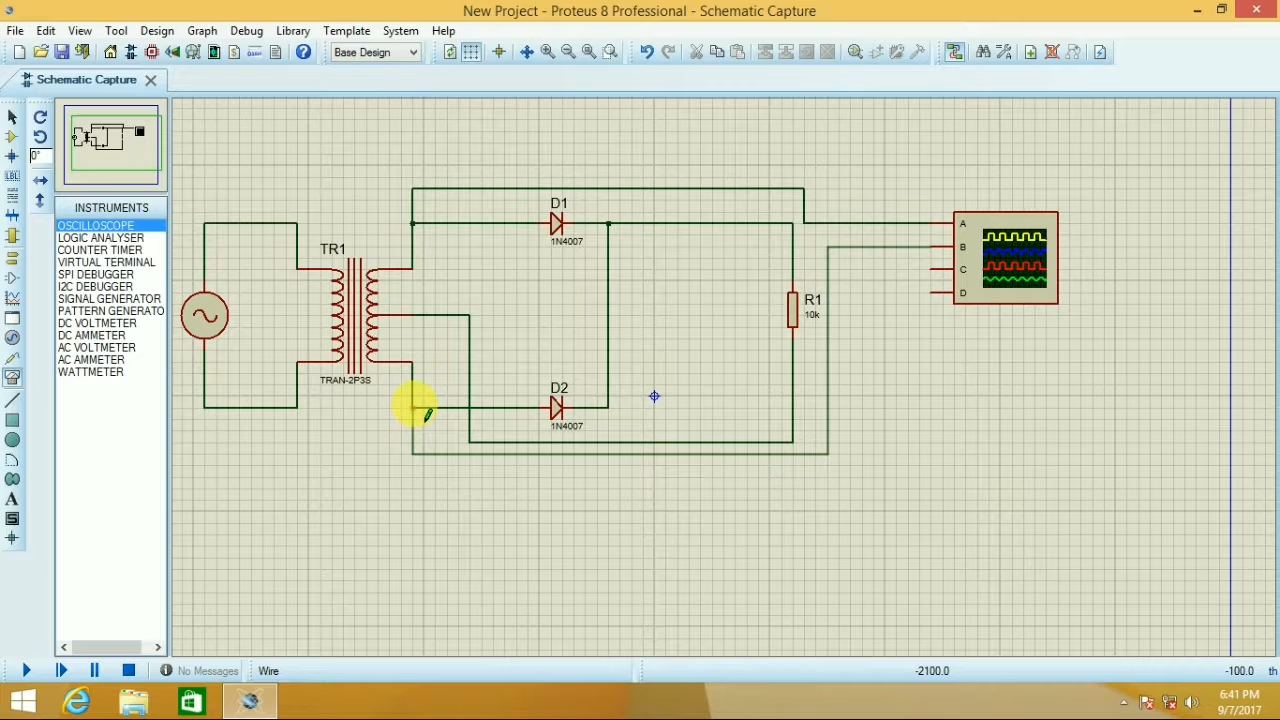 New Project - Proteus 8 Professional - Schematic Capture
File Edit View Tool Design Graph Debug Library Template System Help
Base Design
Schematic Capture
0°
LBL
INSTRUMENTS
OSCILLOSCOPE
LOGIC ANALYSER
COUNTER TIMER
VIRTUAL TERMINAL
SPI DEBUGGER
I2C DEBUGGER
SIGNAL GENERATOR
PATTERN GENERATO
DC VOLTMETER
DC AMMETER
AC VOLTMETER
AC AMMETER
WATTMETER
TR1
TRAN-2P3S
D1
1N4007
D2
1N4007
R1
10k
A
B
C
D
A
S
No Messages
Wire
-2100.0
-100.0
th
6:41 PM
9/7/2017